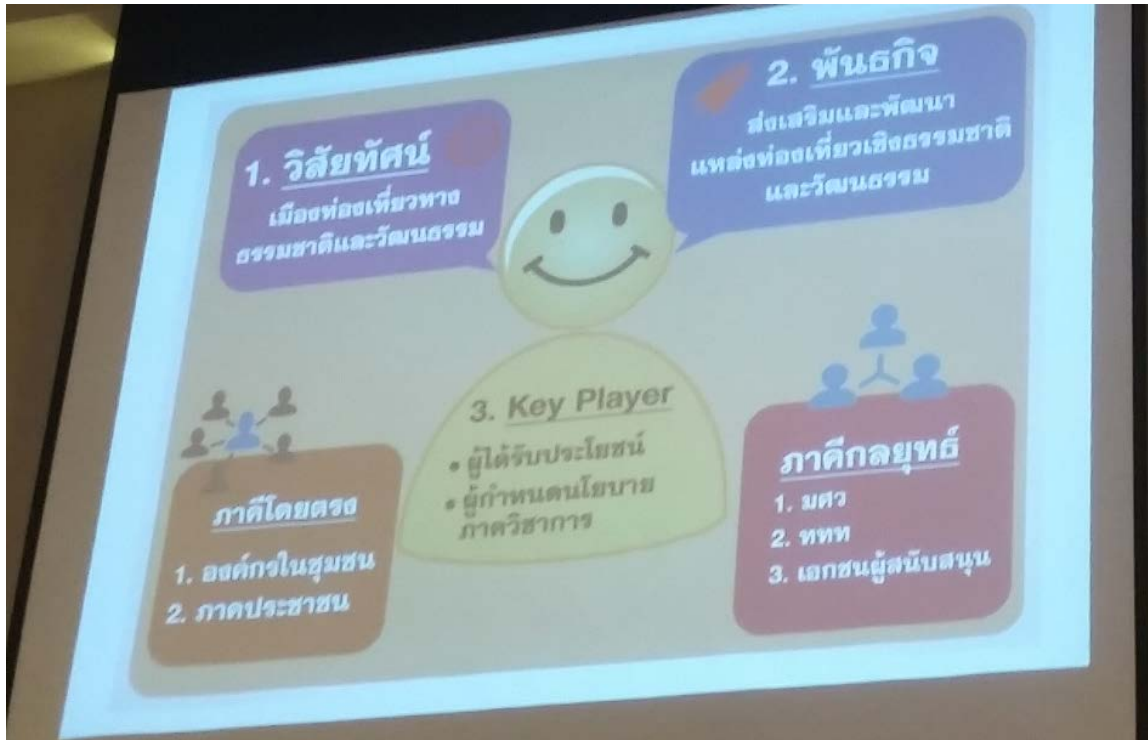 1. วิสัยทัศน์
เมืองท่องเที่ยวทาง
ธรรมชาติและวัฒนธรรม
2. พันธกิจ
ส่งเสริมและพัฒนา
แหล่งท่องเที่ยวเชิงธรรมชาติ
และวัฒนธรรม
3. Key Player
• ผู้ได้รับประโยชน์
• ผู้กำหนดนโยบาย
ภาควิชาการ
ภาคีโดยตรง
1. องค์กรในชุมชน
2. ภาคประชาชน
ภาคีกลยุทธ์
1. มศว
2. ททท
3. เอกชนผู้สนับสนุน